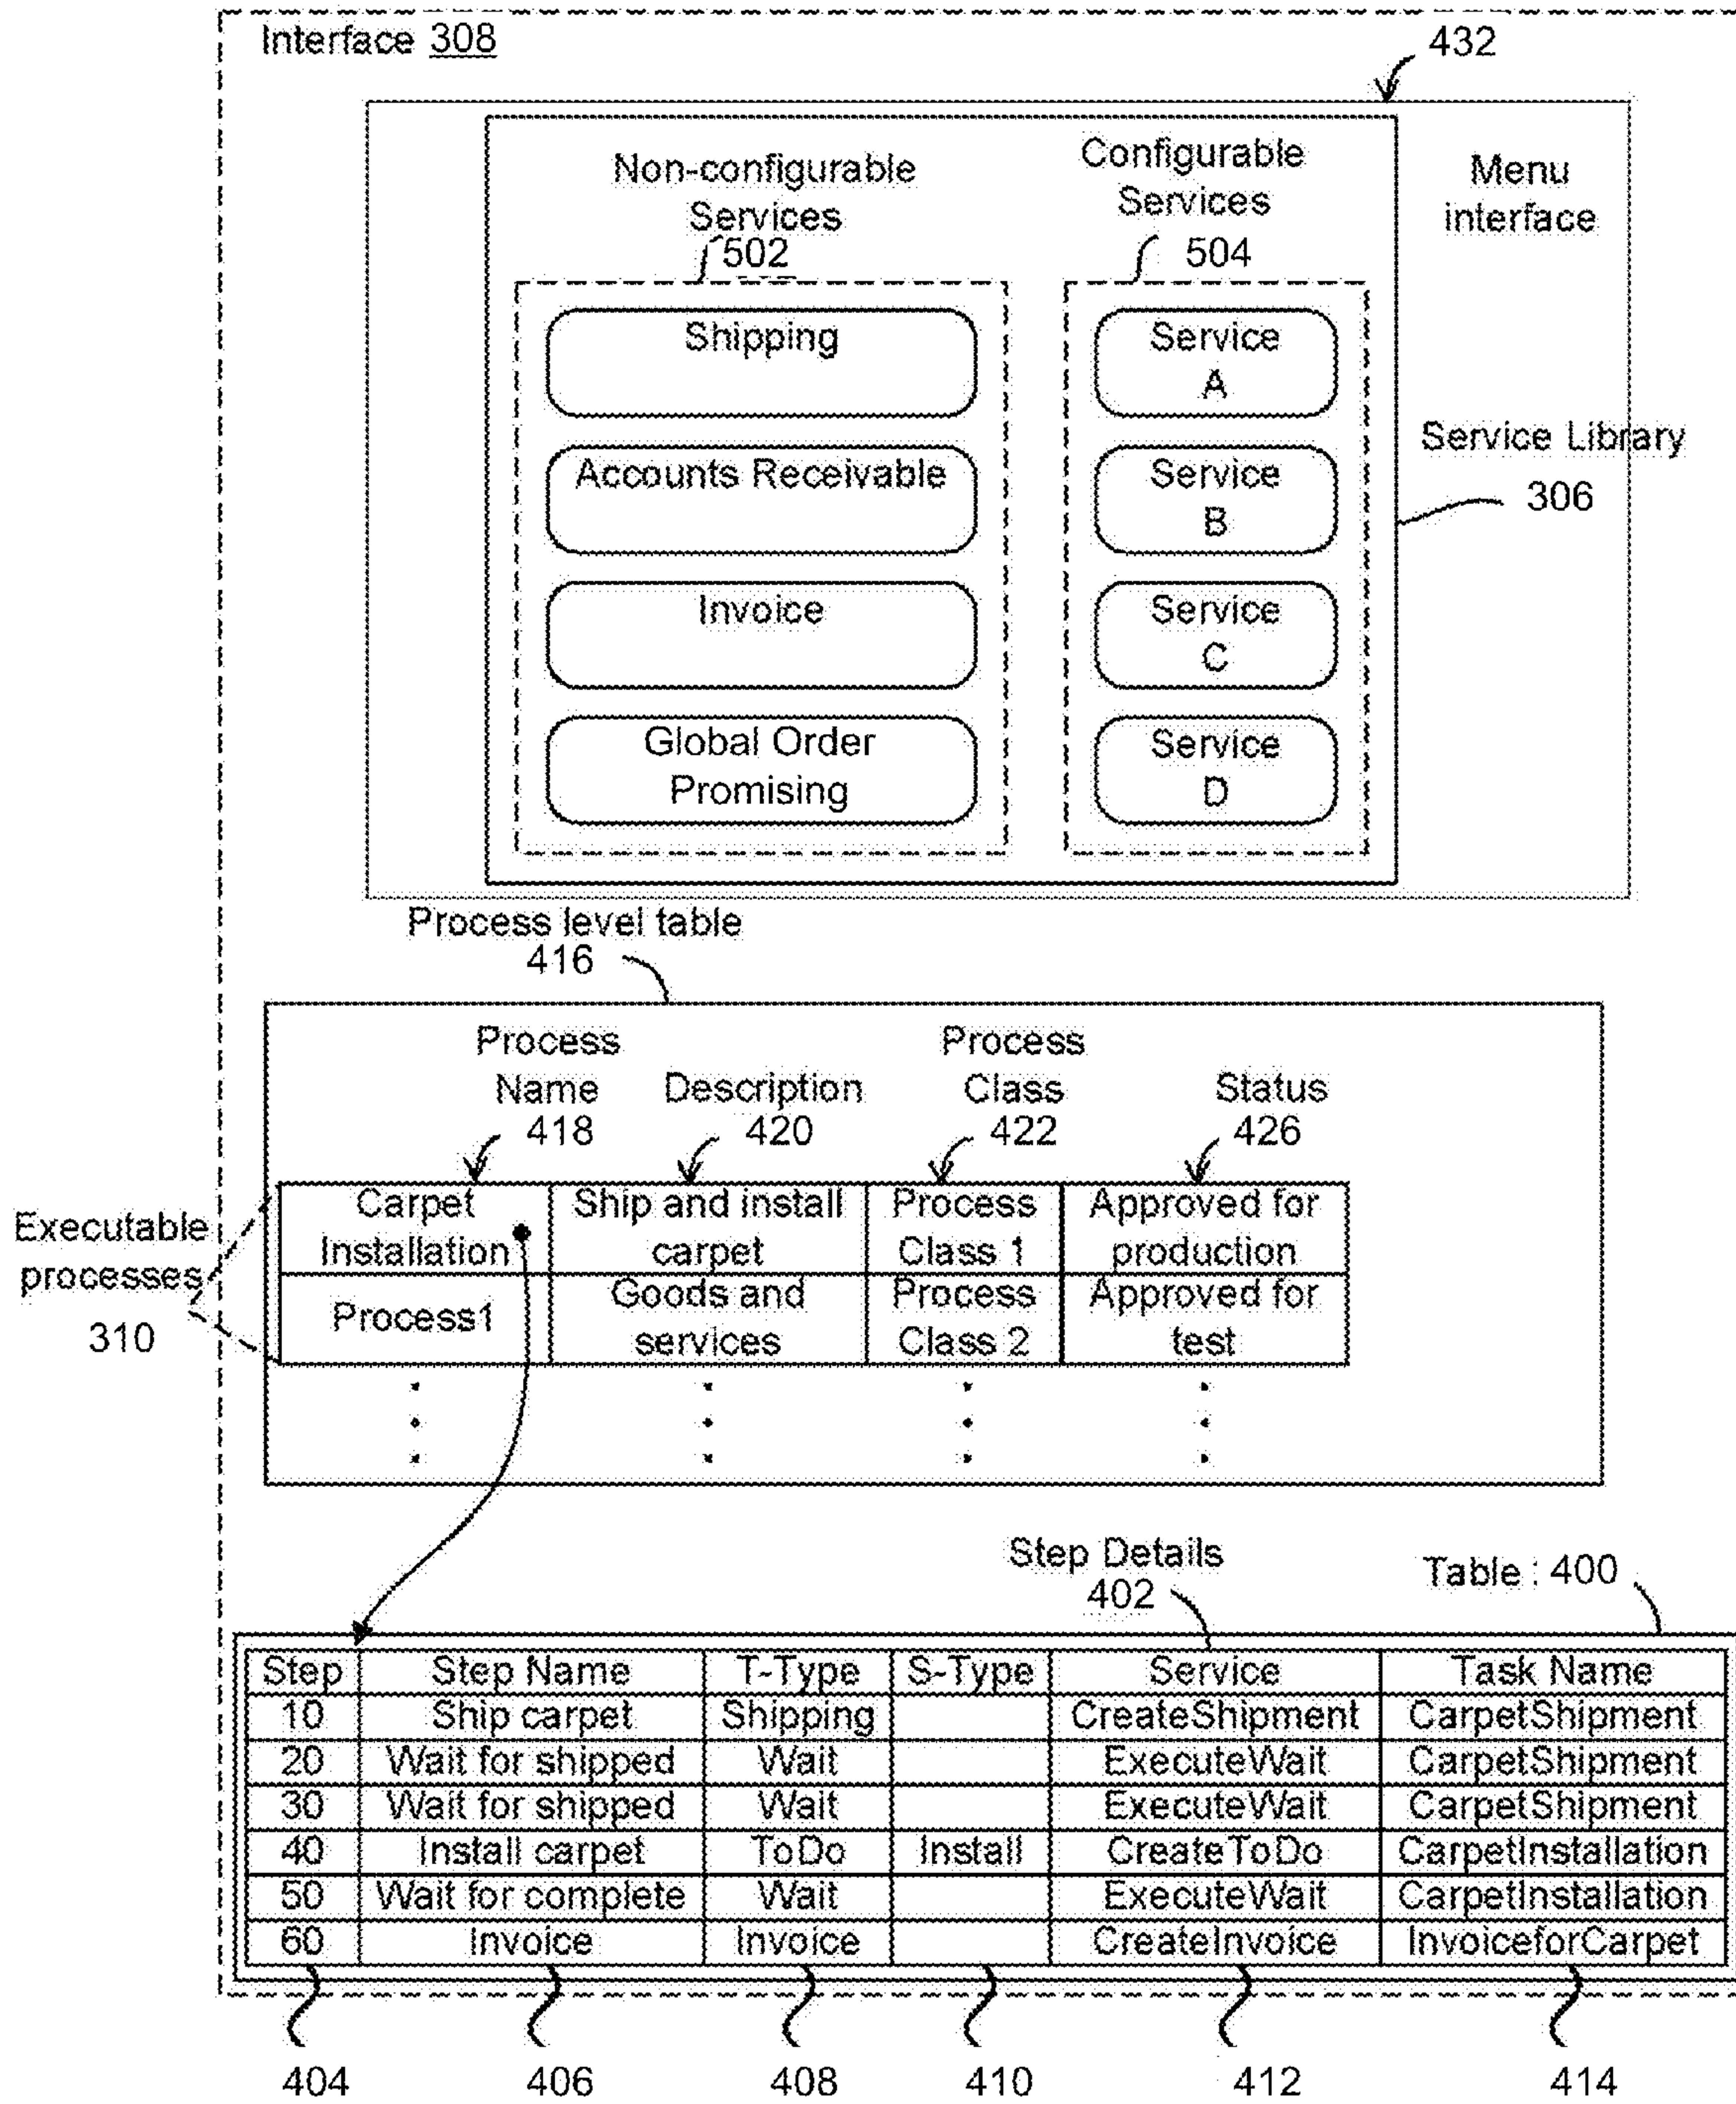 Interface 308
432
Non-configurable
Services
502
Configurable
Services
504
Menu
interface
Shipping
Accounts Receivable
Invoice
Global Order
Promising
Service
A
Service
B
Service
C
Service
D
Service Library
306
Process level table
416
Process
Name
418
Description
420
Process
Class
422
Status
426
Executable
processes
310
Carpet
Installation
Ship and install
carpet
Process
Class 1
Approved for
production
Process1
Goods and
services
Process
Class 2
Approved for
test
Step Details
402
Table : 400
Step Step Name T-Type S-Type Service Task Name
10 Ship carpet Shipping CreateShipment CarpetShipment
20 Wait for shipped Wait ExecuteWait CarpetShipment
30 Wait for shipped Wait ExecuteWait CarpetShipment
40 Install carpet ToDo Install CreateToDo CarpetInstallation
50 Wait for complete Wait ExecuteWait CarpetInstallation
60 Invoice Invoice CreateInvoice InvoiceforCarpet
404 406 408 410 412 414